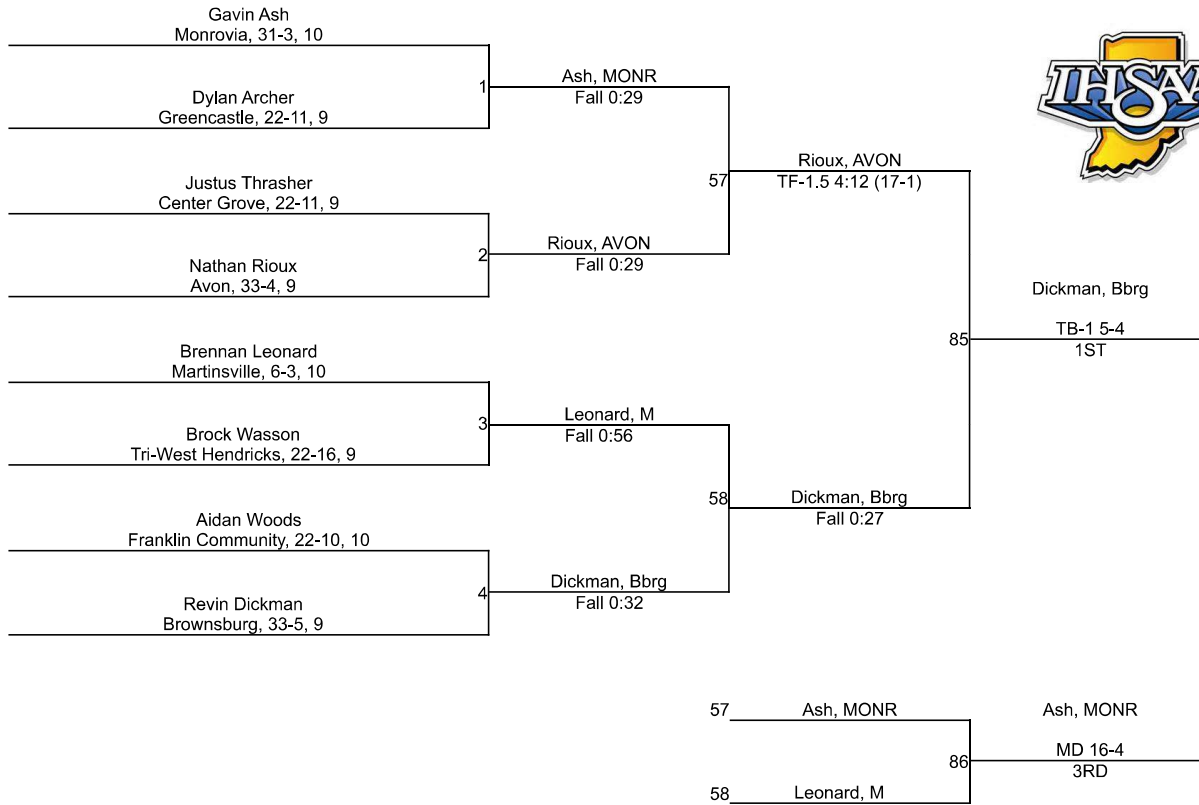 Gavin Ash
Monrovia, 31-3, 10
1
Dylan Archer
Greencastle, 22-11, 9
Ash, MONR
Fall 0:29
Justus Thrasher
Center Grove, 22-11, 9
2
Nathan Rioux
Avon, 33-4, 9
Rioux, AVON
Fall 0:29
57
Rioux, AVON
TF-1.5 4:12 (17-1)
IHSAA
Brennan Leonard
Martinsville, 6-3, 10
3
Brock Wasson
Tri-West Hendricks, 22-16, 9
Leonard, M
Fall 0:56
Aidan Woods
Franklin Community, 22-10, 10
4
Revin Dickman
Brownsburg, 33-5, 9
Dickman, Bbrg
Fall 0:32
58
Dickman, Bbrg
Fall 0:27
85
Dickman, Bbrg
TB-1 5-4
1ST
57
Ash, MONR
86
58
Leonard, M
Ash, MONR
MD 16-4
3RD